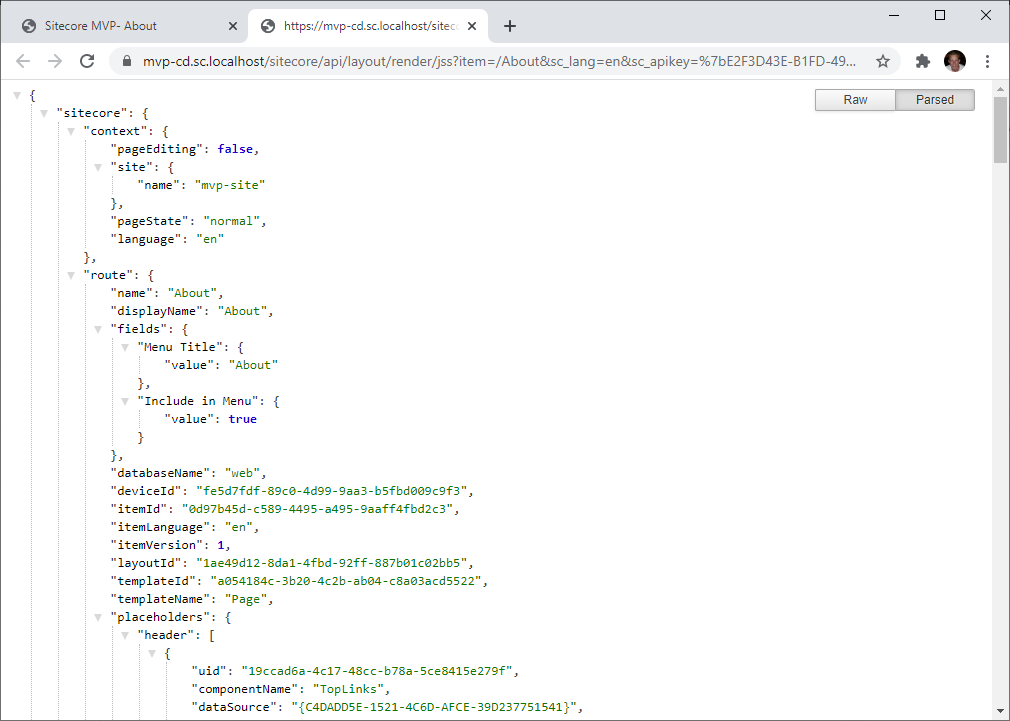 Sitecore MVP- About
https://mvp-cd.sc.localhost/sitec
mvp-cd.sc.localhost/sitecore/api/layout/render/jss?item=/About&sc_lang=en&sc_apikey=%7bE2F3D43E-B1FD-49...
Raw Parsed
{
"sitecore": {
"context": {
"pageEditing": false,
"site": {
"name": "mvp-site"
},
"pageState": "normal",
"language": "en"
},
"route": {
"name": "About",
"displayName": "About",
"fields": {
"Menu Title": {
"value": "About"
},
"Include in Menu": {
"value": true
}
},
"databaseName": "web",
"deviceId": "fe5d7fdf-89c0-4d99-9aa3-b5fbd009c9f3",
"itemId": "0d97b45d-c589-4495-a495-9aaff4fbd2c3",
"itemLanguage": "en",
"itemVersion": 1,
"layoutId": "1ae49d12-8da1-4fbd-92ff-887b01c02bb5",
"templateId": "a054184c-3b20-4c2b-ab04-c8a03acd5522",
"templateName": "Page",
"placeholders": {
"header": [
{
"uid": "19ccad6a-4c17-48cc-b78a-5ce8415e279f",
"componentName": "TopLinks",
"dataSource": "{C4DADD5E-1521-4C6D-AFCE-39D237751541}",